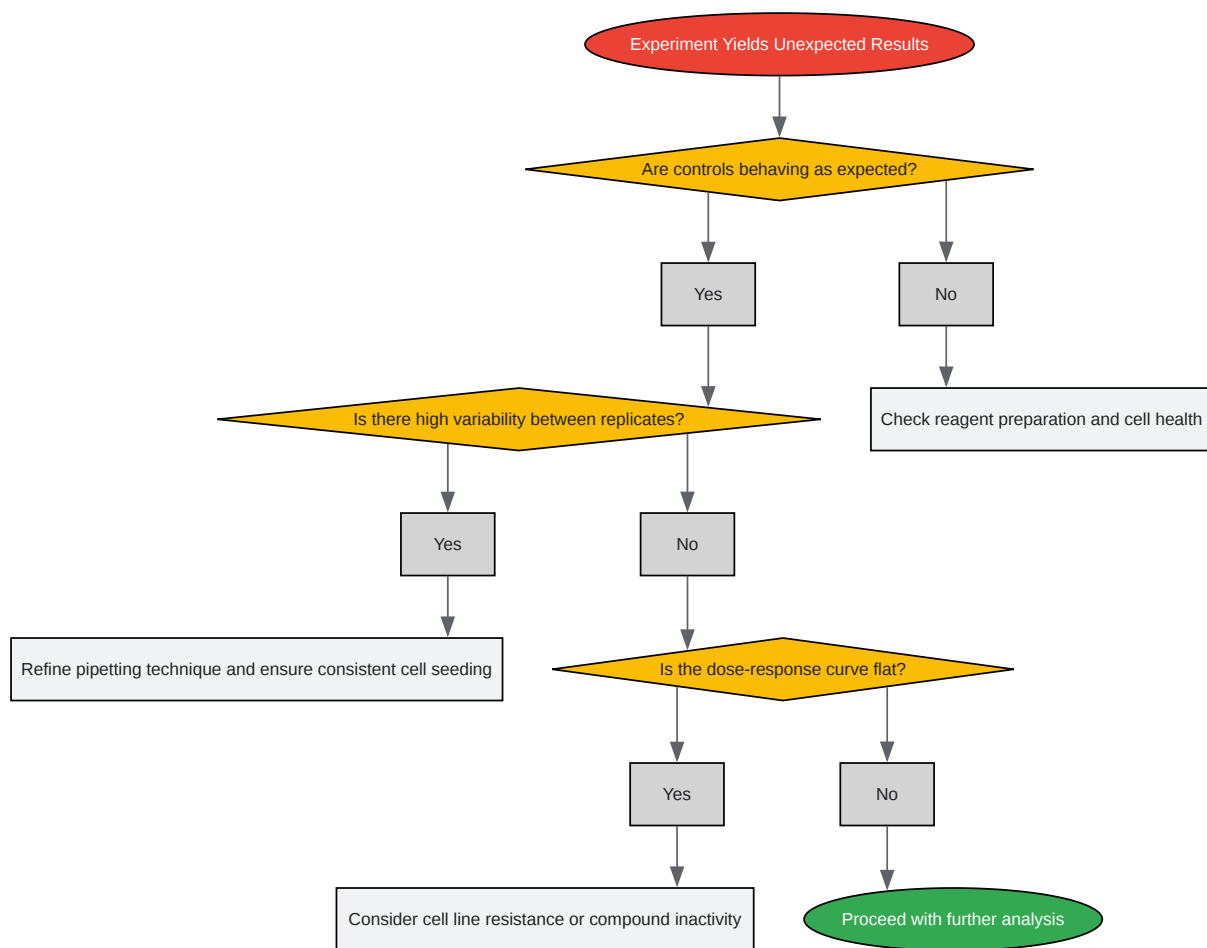 Experiment Yields Unexpected Results
Are controls behaving as expected?
Yes
No
Is there high variability between replicates?
Check reagent preparation and cell health
Yes
No
Refine pipetting technique and ensure consistent cell seeding
Is the dose-response curve flat?
Yes
No
Consider cell line resistance or compound inactivity
Proceed with further analysis